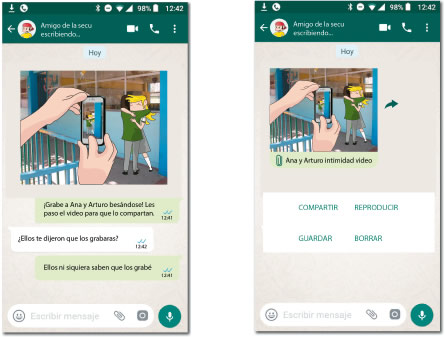 98% 12:42
Amigo de la secu
escribiendo...
Hoy
¡Grabe a Ana y Arturo besándose! Les
paso el video para que lo compartan.
12:41
¿Ellos te dijeron que los grabaras?
12:42
Ellos ni siquiera saben que los grabé
12:41
Escribir mensaje
98% 12:42
Amigo de la secu
escribiendo...
Hoy
Ana y Arturo intimidad video
COMPARTIR REPRODUCIR
GUARDAR BORRAR
Escribir mensaje